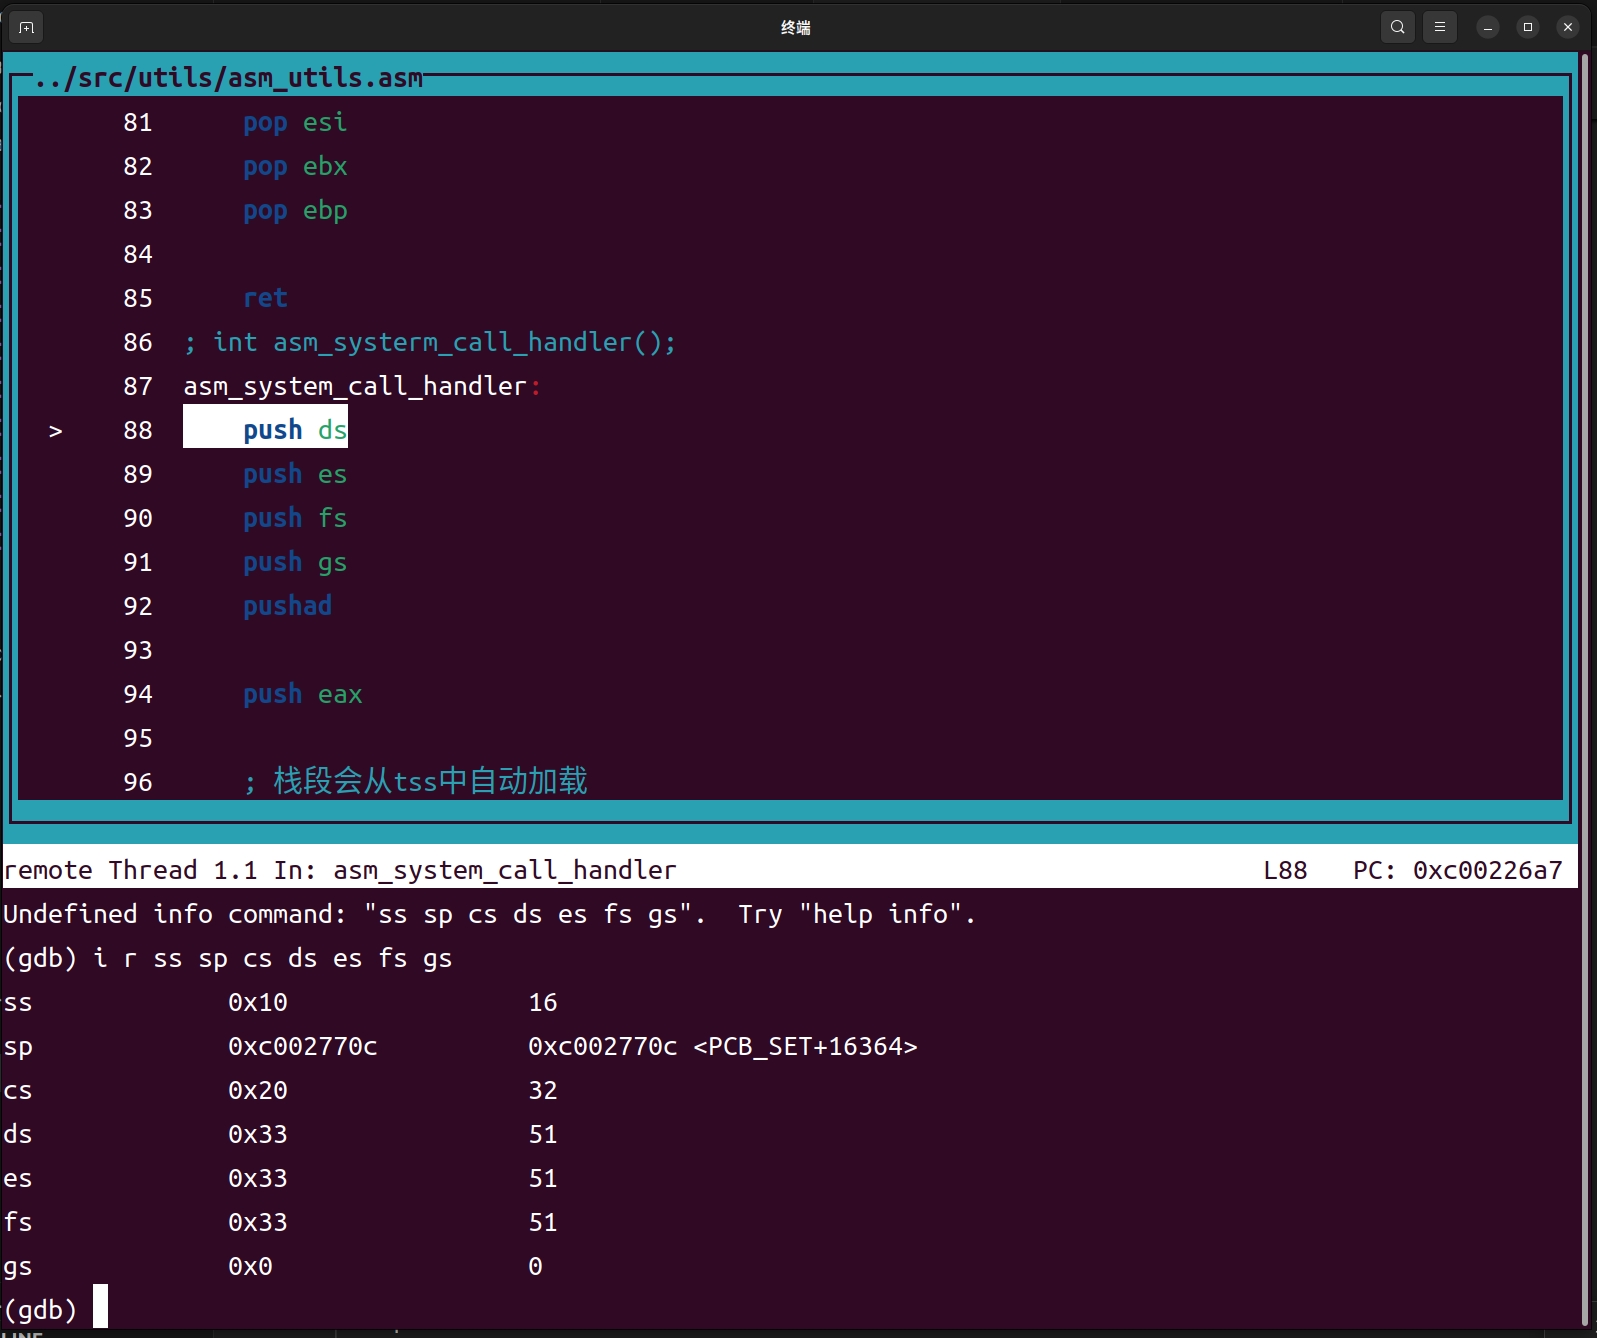 终端
../src/utils/asm_utils.asm
81 pop esi
82 pop ebx
83 pop ebp
84
85 ret
86 ; int asm_systerm_call_handler();
87 asm_system_call_handler:
> 88 push ds
89 push es
90 push fs
91 push gs
92 pushad
93
94 push eax
95
96 ; 栈段会从tss中自动加载
remote Thread 1.1 In: asm_system_call_handler L88 PC: 0xc00226a7
Undefined info command: "ss sp cs ds es fs gs". Try "help info".
(gdb) i r ss sp cs ds es fs gs
ss 0x10 16
sp 0xc002770c 0xc002770c <PCB_SET+16364>
cs 0x20 32
ds 0x33 51
es 0x33 51
fs 0x33 51
gs 0x0 0
(gdb)